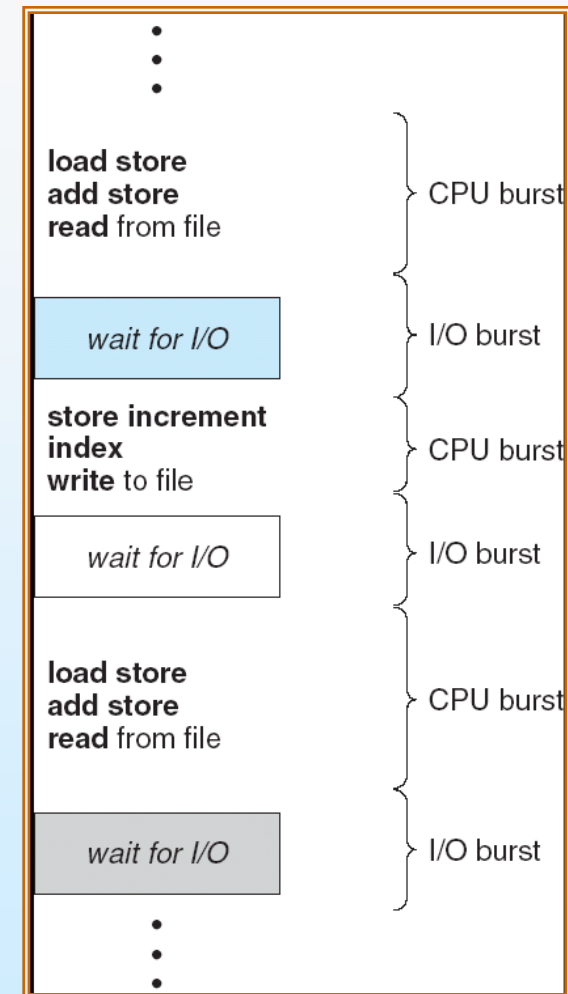 load store
add store
read from file
CPU burst
wait for I/O
I/O burst
store increment
index
write to file
CPU burst
wait for I/O
I/O burst
load store
add store
read from file
CPU burst
wait for I/O
I/O burst